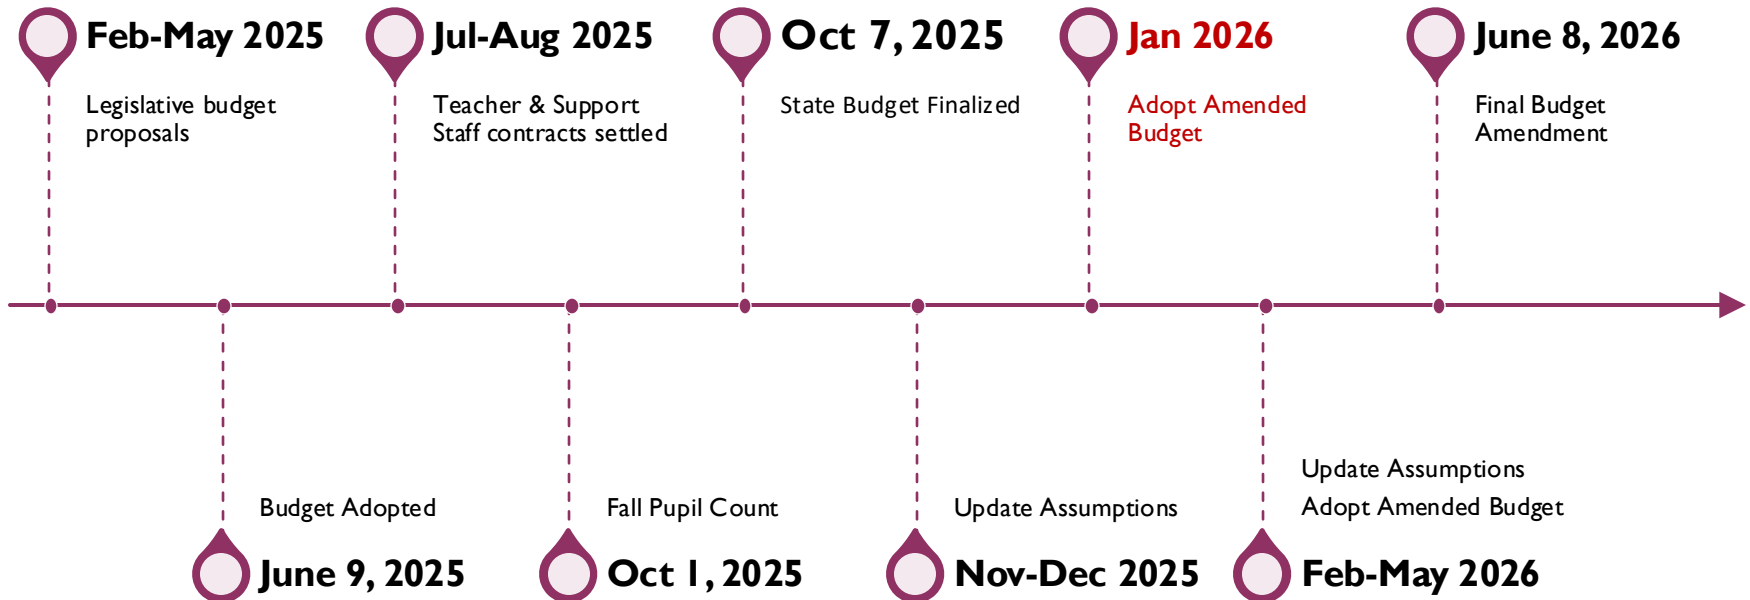 Feb-May 2025
Legislative budget
proposals
Jul-Aug 2025
Teacher & Support
Staff contracts settled
Oct 7, 2025
State Budget Finalized
Jan 2026
Adopt Amended
Budget
June 8, 2026
Final Budget
Amendment
Budget Adopted
June 9, 2025
Fall Pupil Count
Oct 1, 2025
Update Assumptions
Nov-Dec 2025
Update Assumptions
Adopt Amended Budget
Feb-May 2026